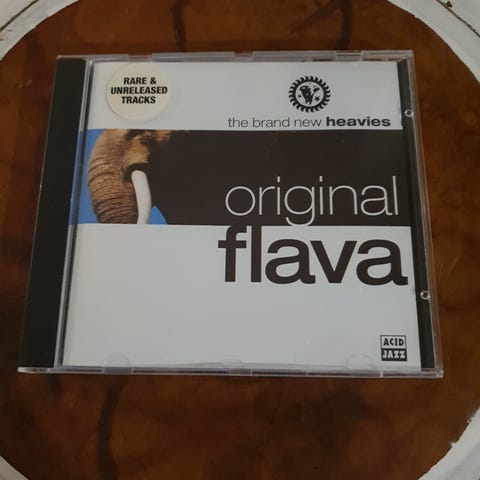 RARE &
UNRELEASED
TRACKS
the brand new heavies
original
flava
ACID
JAZZ